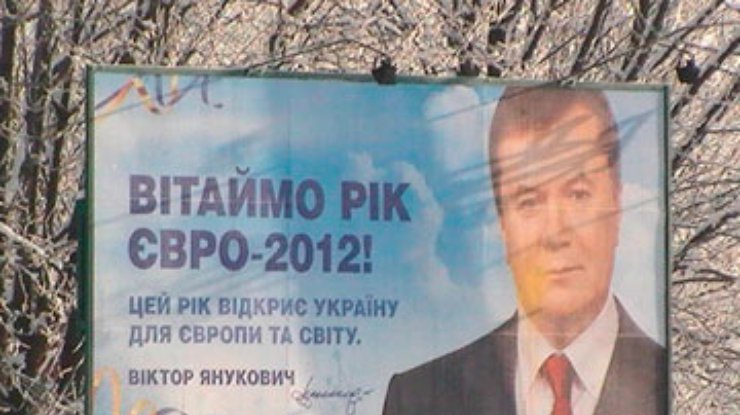 ВІТАЙМО РІК
ЄВРО-2012!
ЦЕЙ РІК ВІДКРИЄ УКРАЇНУ
ДЛЯ ЄВРОПИ ТА СВІТУ.
ВІКТОР ЯНУКОВИЧ